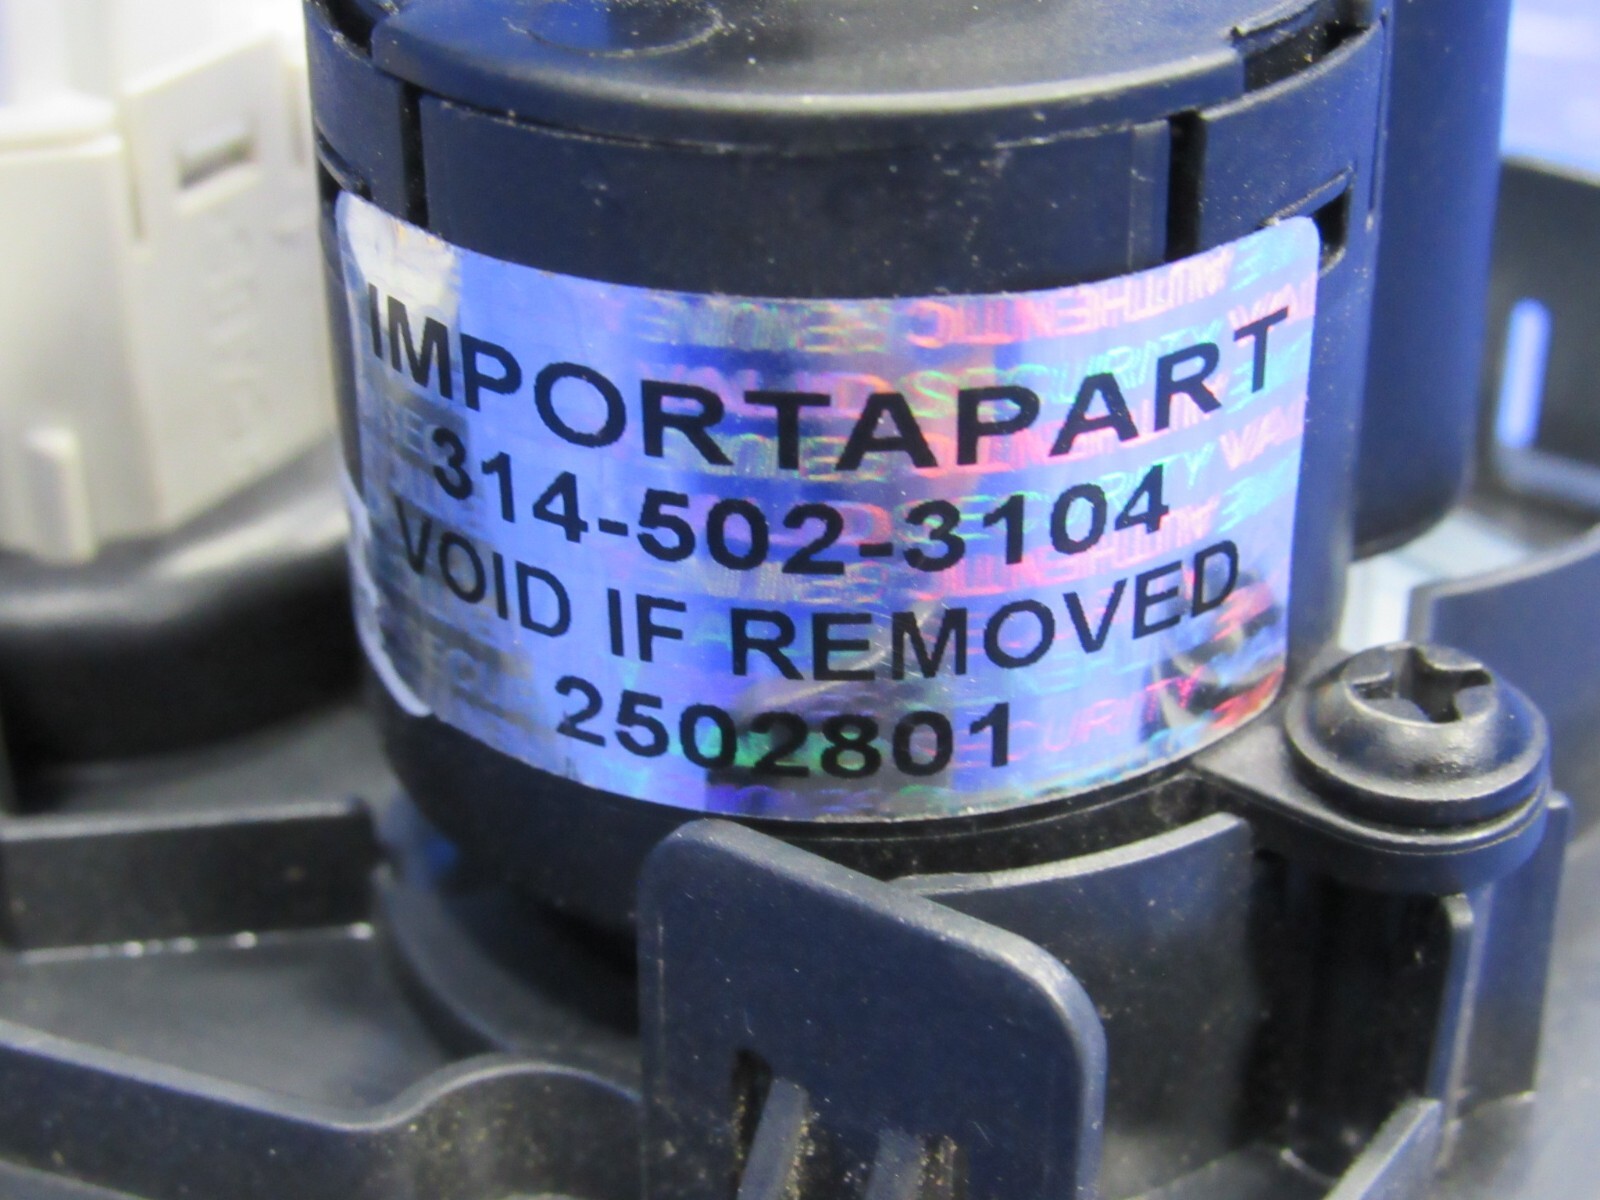 IMPORTAPART
314-502-3104
VOID IF REMOVED
2502801